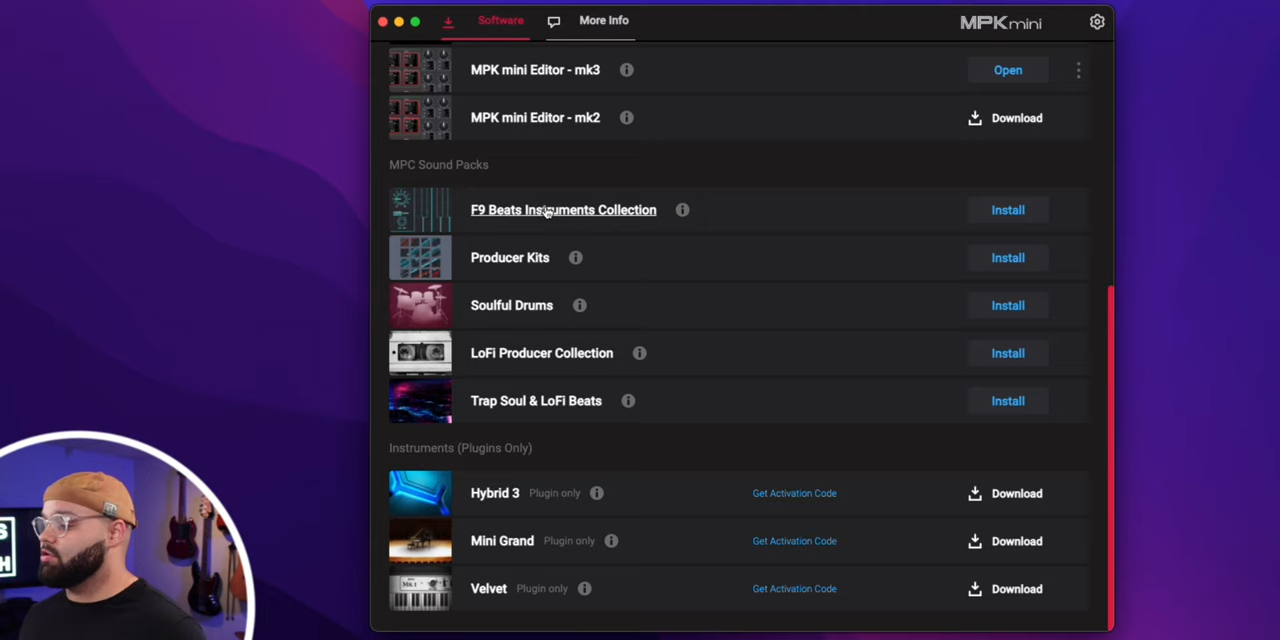 Software
More Info
MPKmini
MPK mini Editor - mk3
Open
MPK mini Editor - mk2
Download
MPC Sound Packs
F9 Beats Instruments Collection
Install
Producer Kits
Install
Soulful Drums
Install
LoFi Producer Collection
Install
Trap Soul & LoFi Beats
Install
Instruments (Plugins Only)
Hybrid 3 Plugin only
Get Activation Code
Download
Mini Grand Plugin only
Get Activation Code
Download
Velvet Plugin only
Get Activation Code
Download
S
H